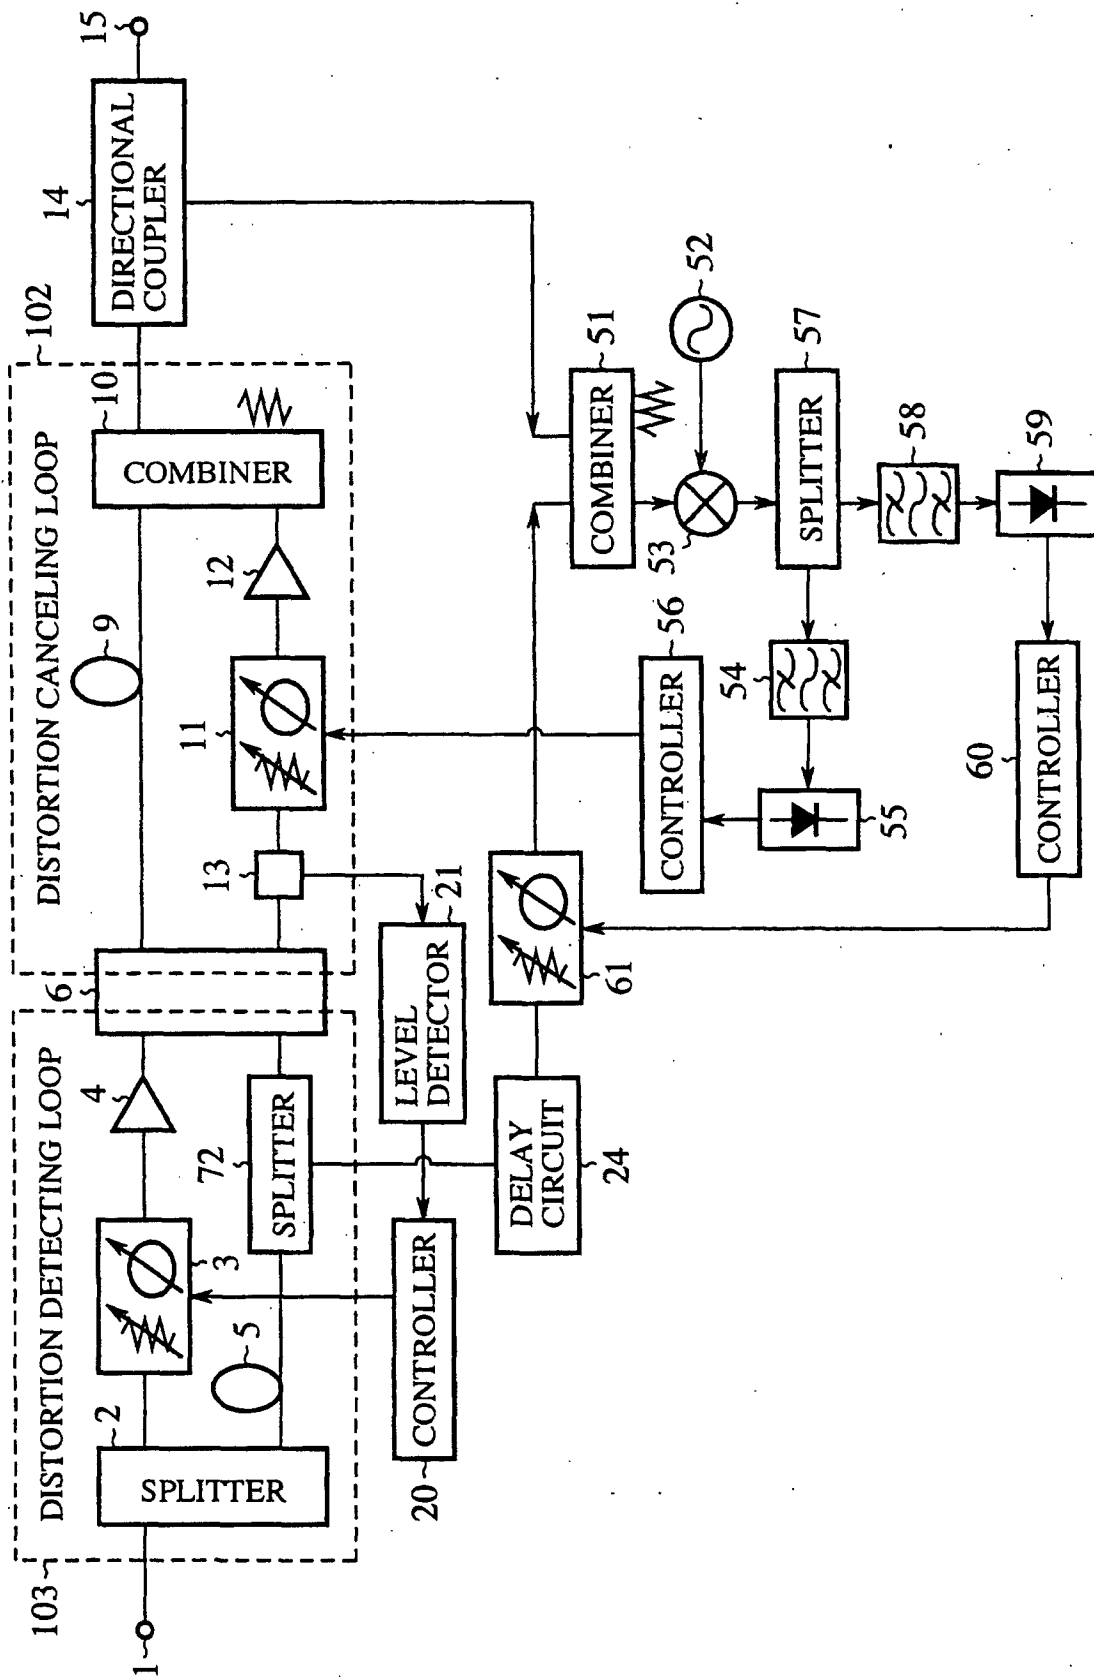 103
DISTORTION DETECTING LOOP
DISTORTION CANCELING LOOP
102
1
SPLITTER
2
3
4
5
SPLITTER
72
6
9
13
11
12
COMBINER
10
DIRECTIONAL
COUPLER
14
15
CONTROLLER
20
LEVEL
DETECTOR
21
DELAY
CIRCUIT
24
61
COMBINER
51
52
53
SPLITTER
57
54
55
CONTROLLER
56
58
59
CONTROLLER
60